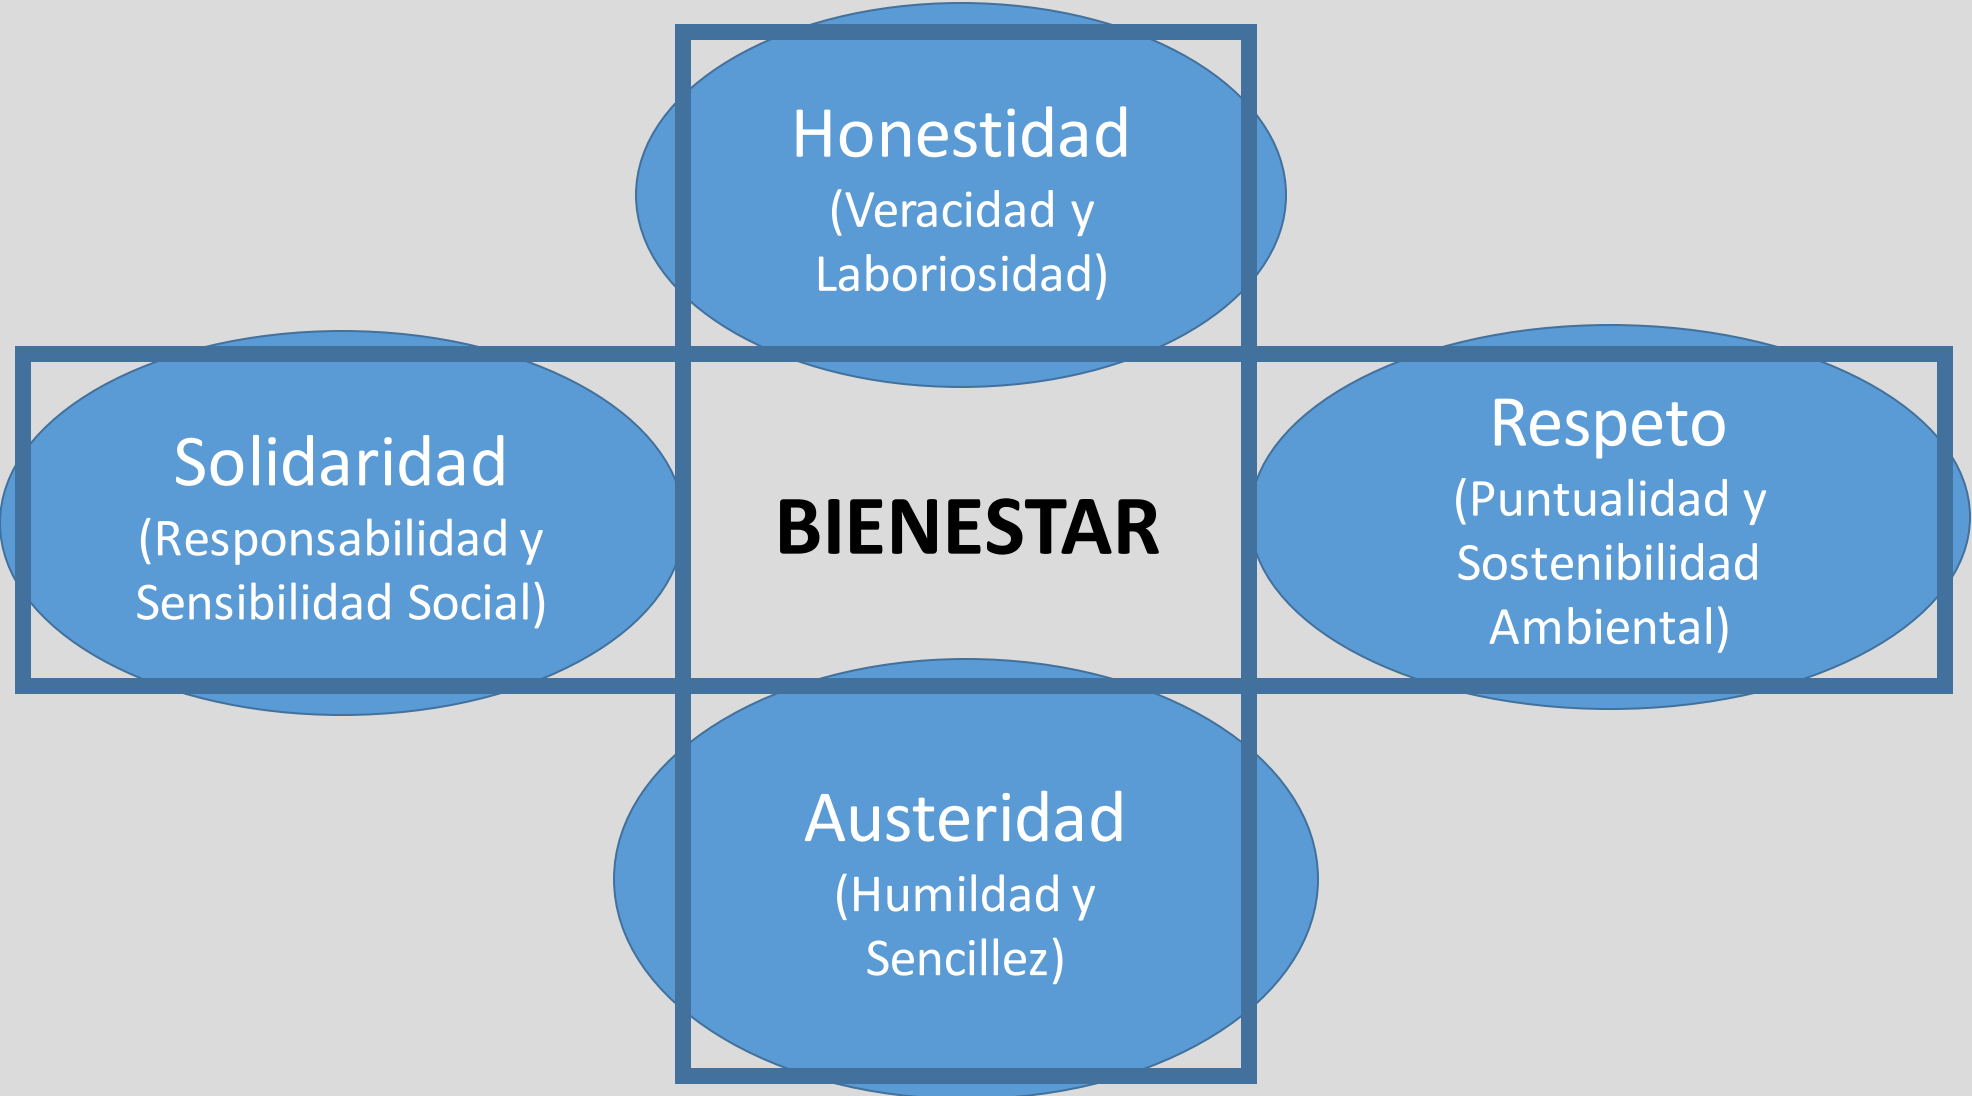 Honestidad
(Veracidad y
Laboriosidad)
Solidaridad
(Responsabilidad y
Sensibilidad Social)
BIENESTAR
Respeto
(Puntualidad y
Sostenibilidad
Ambiental)
Austeridad
(Humildad y
Sencillez)